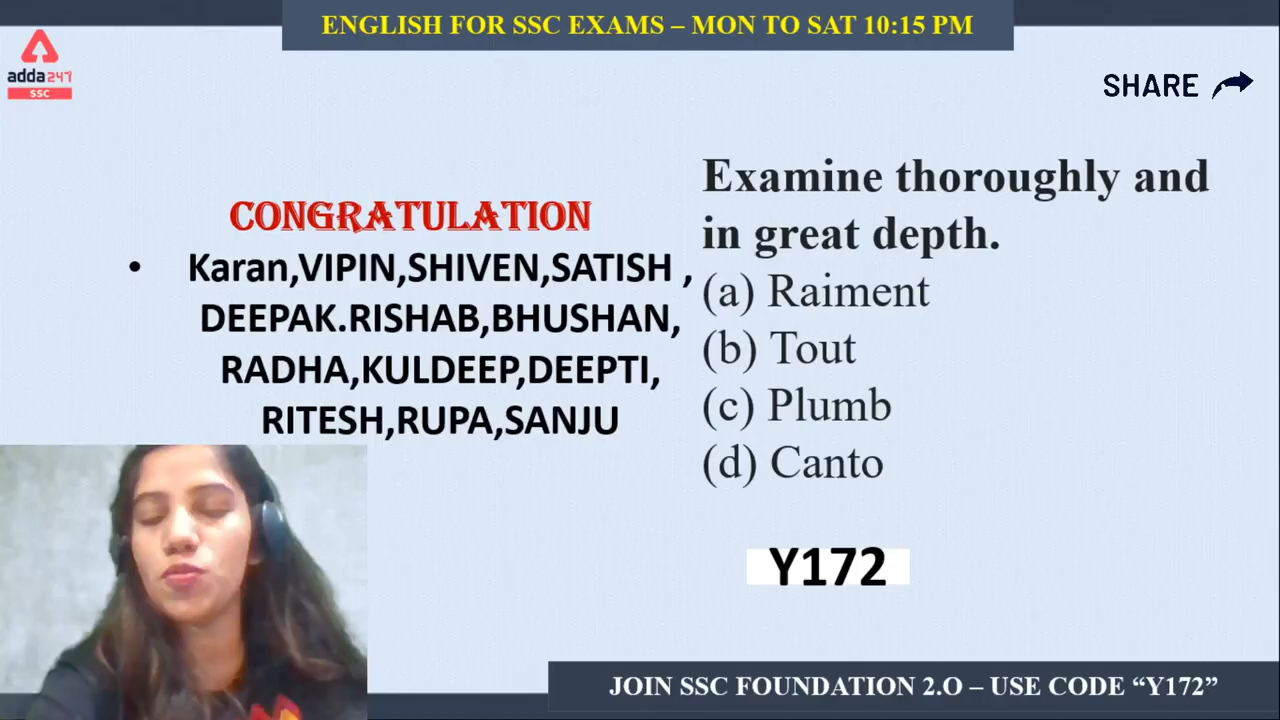 ENGLISH FOR SSC EXAMS – MON TO SAT 10:15 PM
adda247
SSC
SHARE
CONGRATULATION
• Karan,VIPIN,SHIVEN,SATISH ,
DEEPAK.RISHAB,BHUSHAN,
RADHA,KULDEEP,DEEPTI,
RITESH,RUPA,SANJU
Examine thoroughly and
in great depth.
(a) Raiment
(b) Tout
(c) Plumb
(d) Canto
Y172
JOIN SSC FOUNDATION 2.O – USE CODE “Y172”